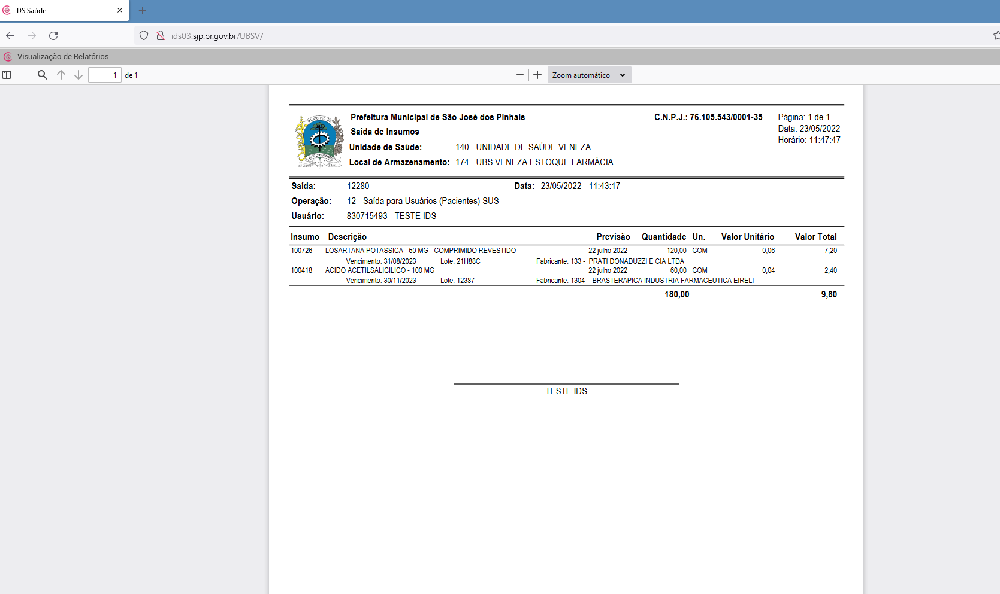 IDS Saúde
ids03.sjp.pr.gov.br/UBSV/
Visualização de Relatórios
1 de 1
Zoom automático
Prefeitura Municipal de São José dos Pinhais C.N.P.J.: 76.105.543/0001-35 Página: 1 de 1
Saída de Insumos Data: 23/05/2022
Horário: 11:47:47
Unidade de Saúde: 140 - UNIDADE DE SAÚDE VENEZA
Local de Armazenamento: 174 - UBS VENEZA ESTOQUE FARMÁCIA
Saída: 12280 Data: 23/05/2022 11:43:17
Operação: 12 - Saída para Usuários (Pacientes) SUS
Usuário: 830715493 - TESTE IDS
Insumo Descrição Previsão Quantidade Un. Valor Unitário Valor Total
100726 LOSARTANA POTASSICA - 50 MG - COMPRIMIDO REVESTIDO 22 julho 2022 120,00 COM 0,06 7,20
Vencimento: 31/08/2023 Lote: 21H88C Fabricante: 133 - PRATI DONADUZZI E CIA LTDA
100418 ACIDO ACETILSALICILICO - 100 MG 22 julho 2022 60,00 COM 0,04 2,40
Vencimento: 30/11/2023 Lote: 12387 Fabricante: 1304 - BRASTERAPICA INDUSTRIA FARMACEUTICA EIRELI
180,00 9,60
TESTE IDS